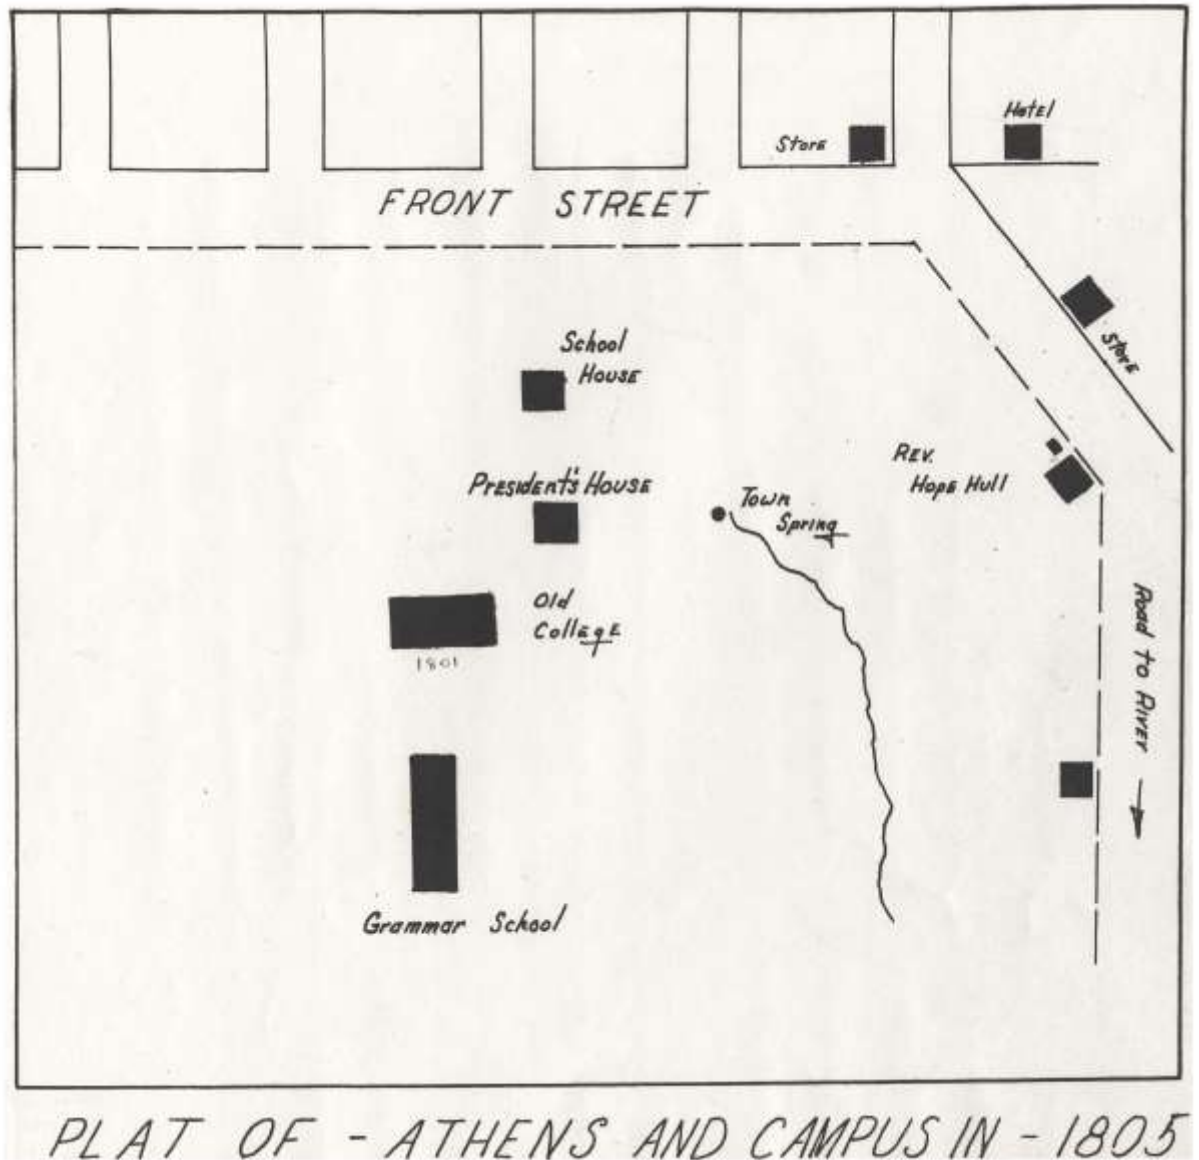 Hotel
Store
FRONT STREET
Store
School
House
President's House
Rev.
Hope Hull
Town
Spring
Old
College
1801
Road to River
Grammar School
PLAT OF - ATHENS AND CAMPUS IN - 1805